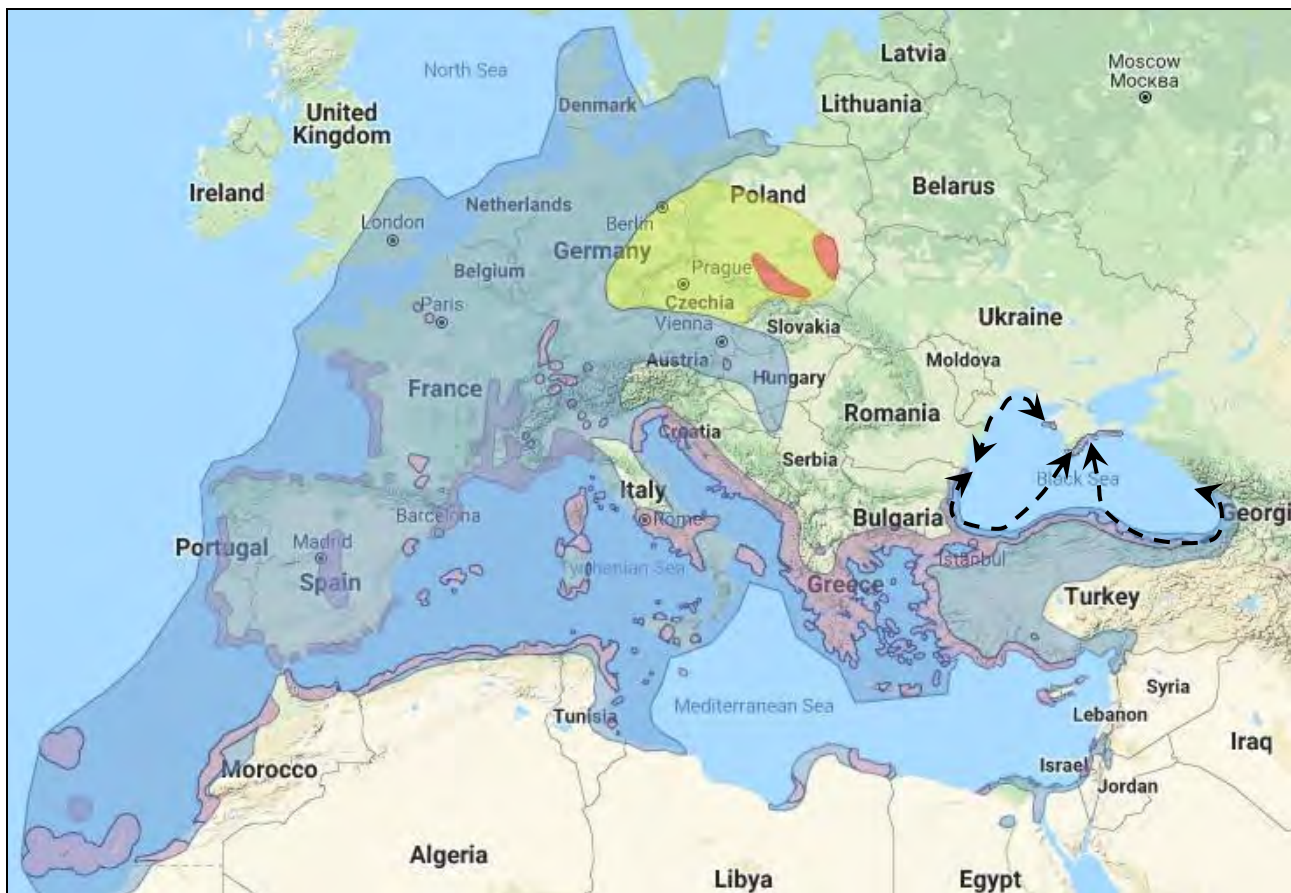 Latvia
Moscow
Москва
North Sea
Denmark
Lithuania
United
Kingdom
Ireland
Belarus
Poland
Netherlands
Berlin
London
Germany
Belgium
Prague
Paris
Czechia
Ukraine
Vienna
Slovakia
Austria
Moldova
Hungary
France
Romania
Croatia
Serbia
Black Sea
Italy
Barcelona
Rome
Bulgaria
Georgi
Portugal
Madrid
Istanbul
Tyrrhenian Sea
Spain
Greece
Turkey
Syria
Mediterranean Sea
Tunisia
Lebanon
Iraq
Israel
Morocco
Jordan
Algeria
Libya
Egypt